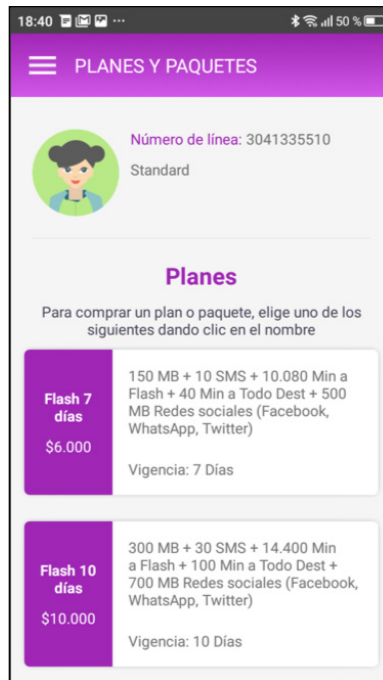 18:40 ... 50 %
PLANES Y PAQUETES
Número de línea: 3041335510
Standard
Planes
Para comprar un plan o paquete, elige uno de los
siguientes dando clic en el nombre
Flash 7
días
$6.000
150 MB + 10 SMS + 10.080 Min a
Flash + 40 Min a Todo Dest + 500
MB Redes sociales (Facebook,
WhatsApp, Twitter)
Vigencia: 7 Días
Flash 10
días
$10.000
300 MB + 30 SMS + 14.400 Min
a Flash + 100 Min a Todo Dest +
700 MB Redes sociales (Facebook,
WhatsApp, Twitter)
Vigencia: 10 Días